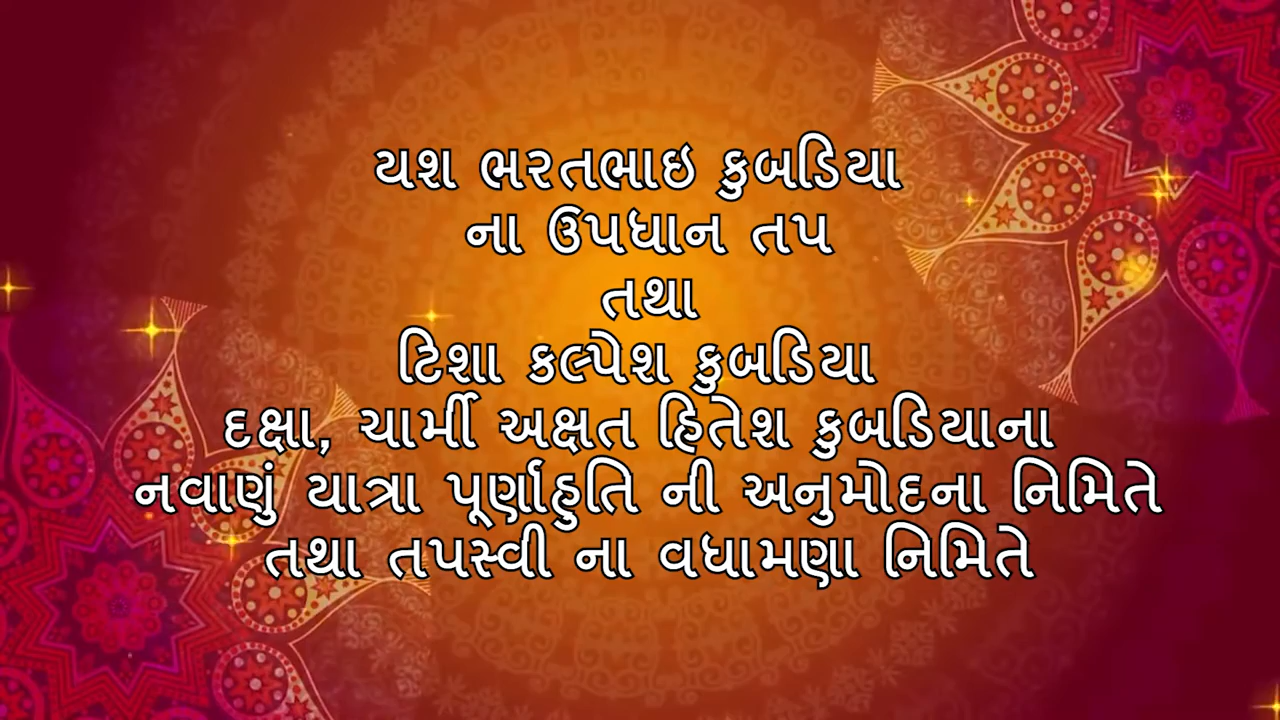 યશ ભરતભાઇ કુબડિયા
ના ઉપધાન તપ
તથા
ટિશા કલ્પેશ કુબડિયા
દક્ષા, ચાર્મી અક્ષત હિતેશ કુબડિયાના
નવાણું યાત્રા પૂર્ણાહુતિ ની અનુમોદના નિમિતે
તથા તપસ્વી ના વધામણા નિમિતે